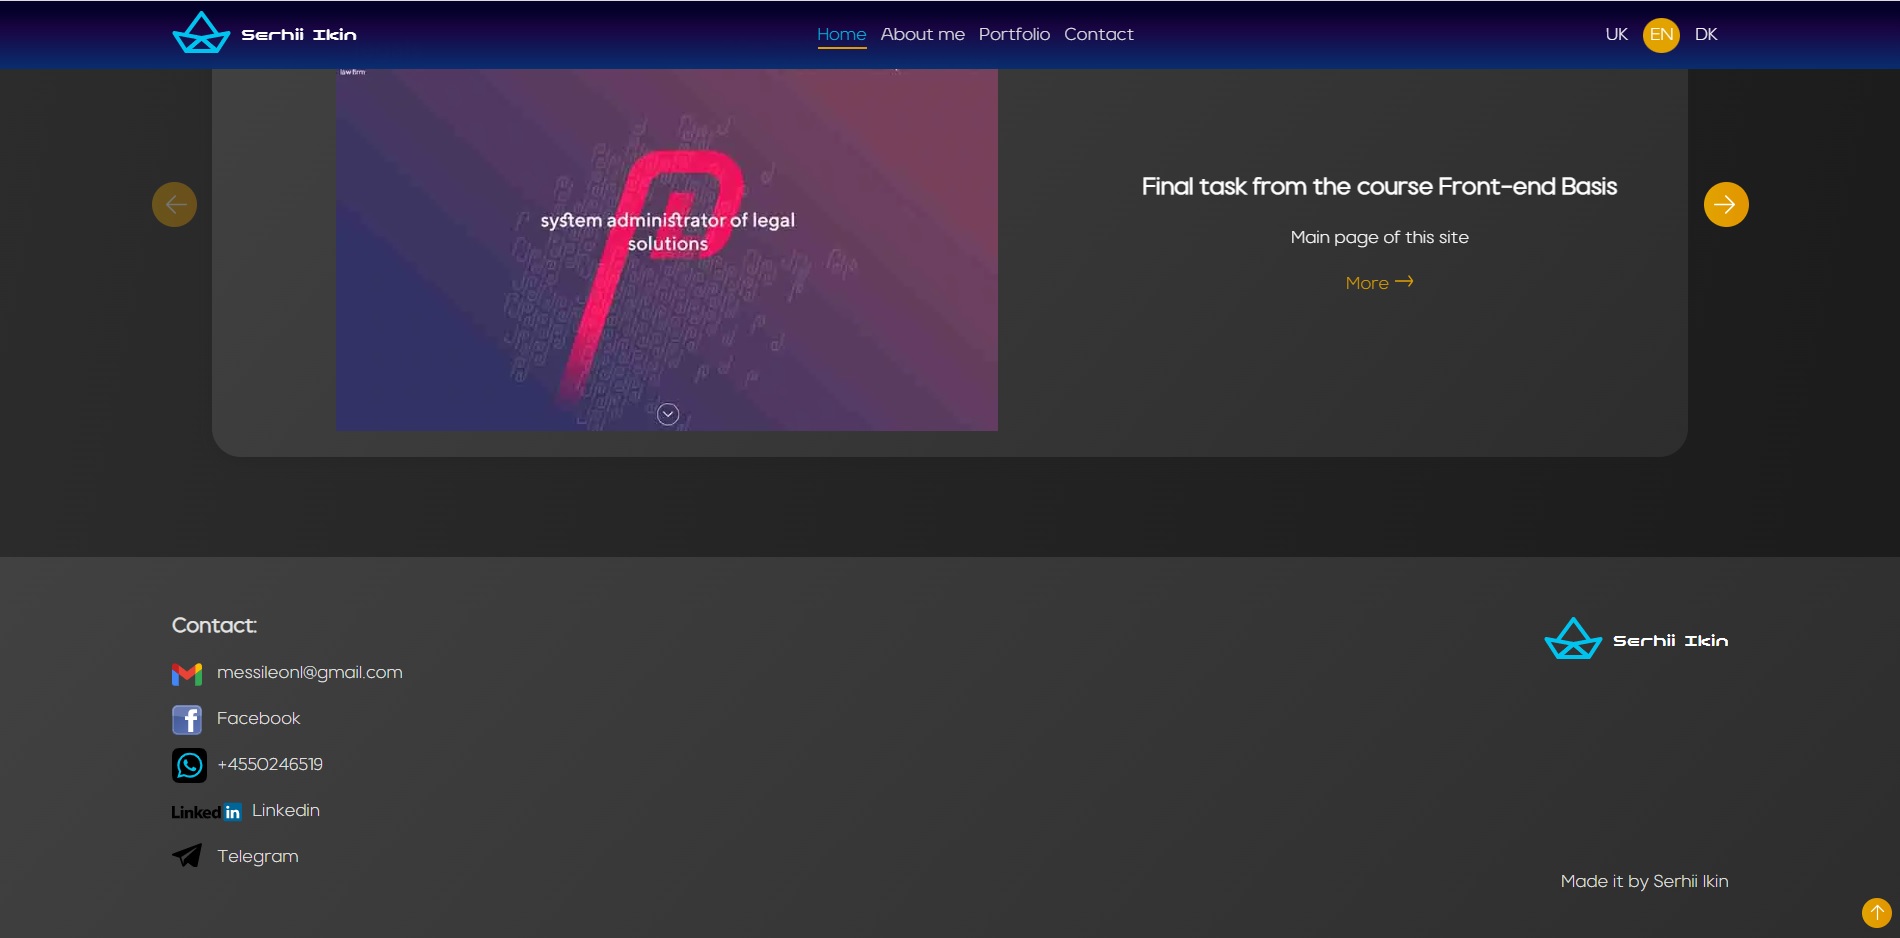 Serhii Ikin
Home About me Portfolio Contact
UK EN DK
law firm
system administrator of legal
solutions
Final task from the course Front-end Basis
Main page of this site
More
Contact:
messileonl@gmail.com
Facebook
+4550246519
Linked in Linkedin
Telegram
Serhii Ikin
Made it by Serhii Ikin